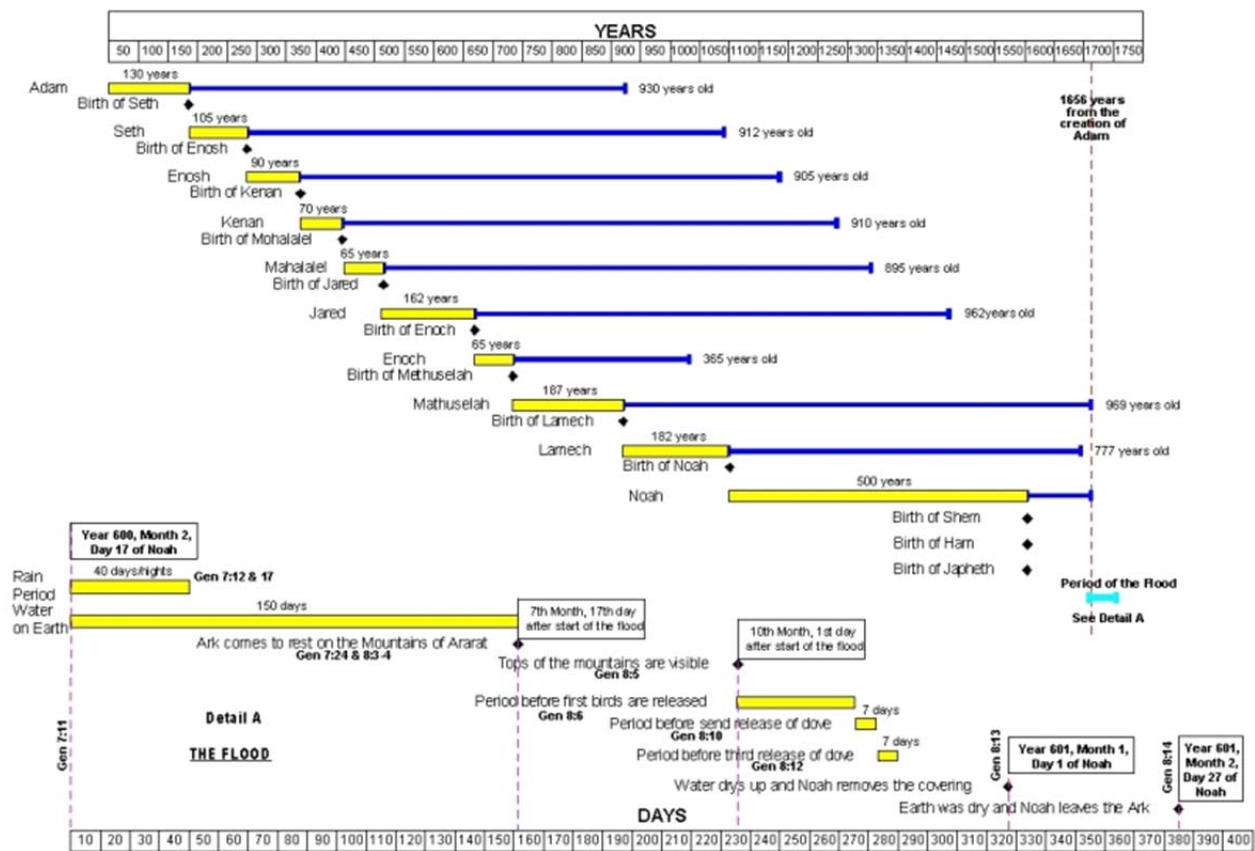 YEARS
50 100 150 200 250 300 350 400 450 500 550 600 650 700 750 800 850 900 950 1000 1050 1100 1150 1200 1250 1300 1350 1400 1450 1500 1550 1600 1650 1700 1750
130 years
Adam
930 years old
Birth of Seth
1656 years
from the
creation of
Adam
105 years
Seth
912 years old
Birth of Enosh
90 years
Enosh
905 years old
Birth of Kenan
70 years
Kenan
910 years old
Birth of Mohalalel
65 years
Mahalalel
895 years old
Birth of Jared
162 years
Jared
962years old
Birth of Enoch
65 years
Enoch
365 years old
Birth of Methuselah
187 years
Mathuselah
969 years old
Birth of Lamech
182 years
Lamech
777 years old
Birth of Noah
500 years
Noah
Birth of Shem
Birth of Ham
Birth of Japheth
Period of the Flood
See Detail A
Year 600, Month 2,
Day 17 of Noah
40 days/nights
Gen 7:12 & 17
Rain
Period
150 days
Water
on Earth
7th Month, 17th day
after start of the flood
Ark comes to rest on the Mountains of Ararat
Gen 7:24 & 8:3-4
10th Month, 1st day
after start of the flood
Tops of the mountains are visible
Gen 8:5
Period before first birds are released
Gen 8:6
7 days
Period before send release of dove
Gen 8:10
7 days
Period before third release of dove
Gen 8:12
Detail A
THE FLOOD
Gen 7:11
Gen 8:13
Year 601, Month 1,
Day 1 of Noah
Gen 8:14
Year 601,
Month 2,
Day 27 of
Noah
Water drys up and Noah removes the covering
Earth was dry and Noah leaves the Ark
DAYS
10 20 30 40 50 60 70 80 90 100 110 120 130 140 150 160 170 180 190 200 210 220 230 240 250 260 270 280 290 300 310 320 330 340 350 360 370 380 390 400